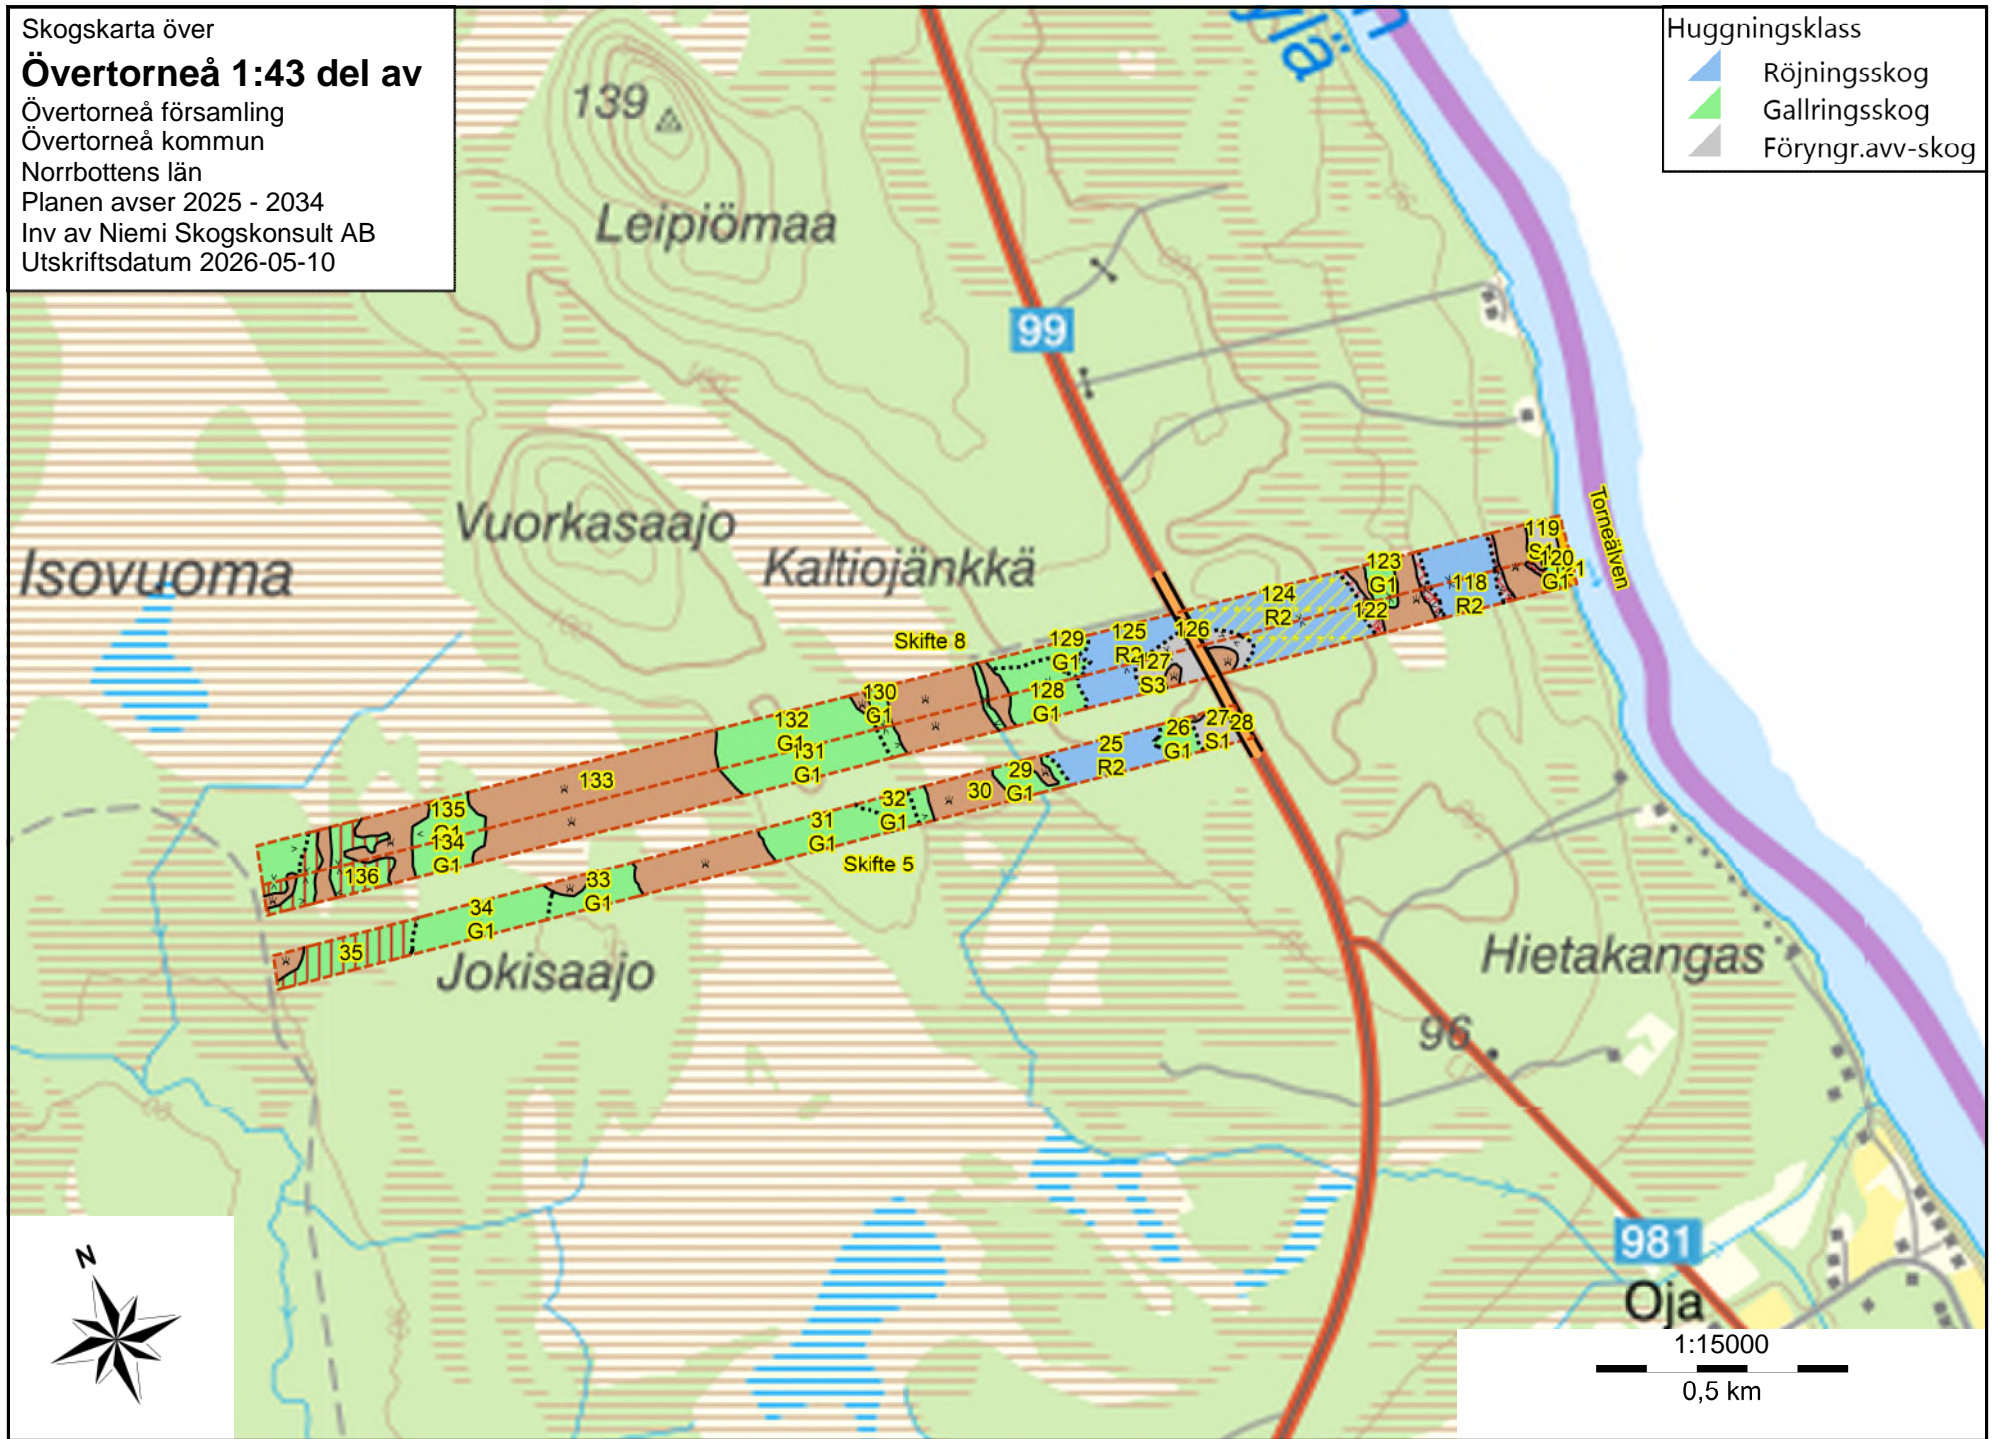 Skogskarta över
Övertorneå 1:43 del av
Övertorneå församling
Övertorneå kommun
Norrbottens län
Planen avser 2025 - 2034
Inv av Niemi Skogskonsult AB
Utskriftsdatum 2026-05-10
Huggningsklass
Röjningsskog
Gallringsskog
Föryngr.avv-skog
139
Leipiömaa
99
Vuorkasaajo
Isovuoma
Kaltiojänkkä
Torneälven
119
S1
120
121
G1
123
G1
118
R2
122
124
R2
126
125
R2
127
S3
129
G1
128
G1
Skifte 8
130
G1
132
G1
131
G1
133
135
G1
134
G1
136
27
28
S1
26
G1
25
R2
29
G1
30
32
G1
31
G1
Skifte 5
33
G1
34
G1
35
Jokisaajo
Hietakangas
96
981
Oja
N
1:15000
0,5 km